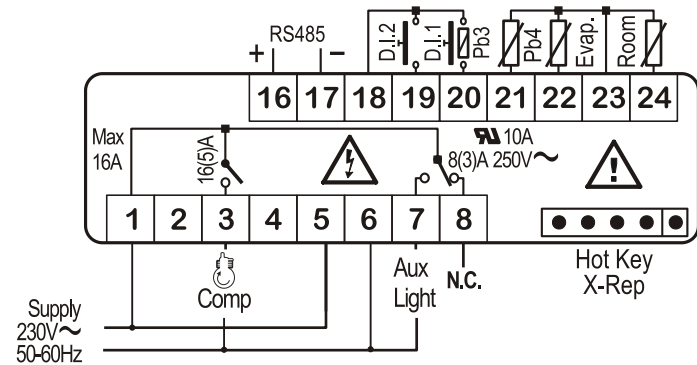 + RS485 −
D.I.2
D.I.1
Pb3
Pb4
Evap.
Room
16 17 18 19 20 21 22 23 24
Max
16A
16(5)A
RU 10A
8(3)A 250V~
1 2 3 4 5 6 7 8
Comp
Aux
Light
N.C.
Hot Key
X-Rep
Supply
230V~
50-60Hz